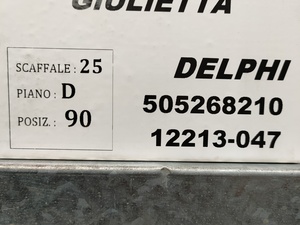 GIULIETTA
SCAFFALE : 25
PIANO : D
POSIZ. : 90
DELPHI
505268210
12213-047